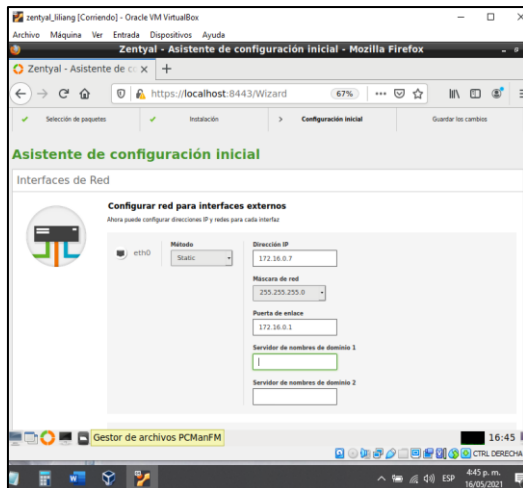 zentyal_liliang [Corriendo] - Oracle VM VirtualBox
Archivo Máquina Ver Entrada Dispositivos Ayuda
Zentyal - Asistente de configuración inicial - Mozilla Firefox
Zentyal - Asistente de co
https://localhost:8443/Wizard 67%
Selección de paquetes Instalación Configuración inicial Guardar los cambios
Asistente de configuración inicial
Interfaces de Red
Configurar red para interfaces externos
Ahora puede configurar direcciones IP y redes para cada interfaz
eth0
Método
Static
Dirección IP
172.16.0.7
Máscara de red
255.255.255.0
Puerta de enlace
172.16.0.1
Servidor de nombres de dominio 1
Servidor de nombres de dominio 2
Gestor de archivos PCManFM
16:45
CTRL DERECHA
ESP
4:45 p. m.
16/05/2021